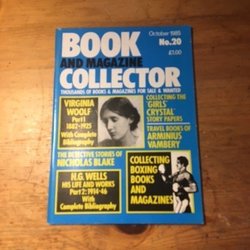 October 1985
No.20
£1.00
BOOK
AND MAGAZINE
COLLECTOR
THOUSANDS OF BOOKS & MAGAZINES FOR SALE & WANTED
VIRGINIA
WOOLF
Part 1
1882-1925
With Complete
Bibliography
COLLECTING THE
'GIRLS'
CRYSTAL'
STORY PAPERS
TRAVEL BOOKS OF
ARMINIUS
VAMBERY
THE DETECTIVE STORIES OF
NICHOLAS BLAKE
H.G. WELLS
HIS LIFE AND WORKS
Part 2: 1914-46
With
Complete Bibliography
COLLECTING
BOXING
BOOKS
AND
MAGAZINES